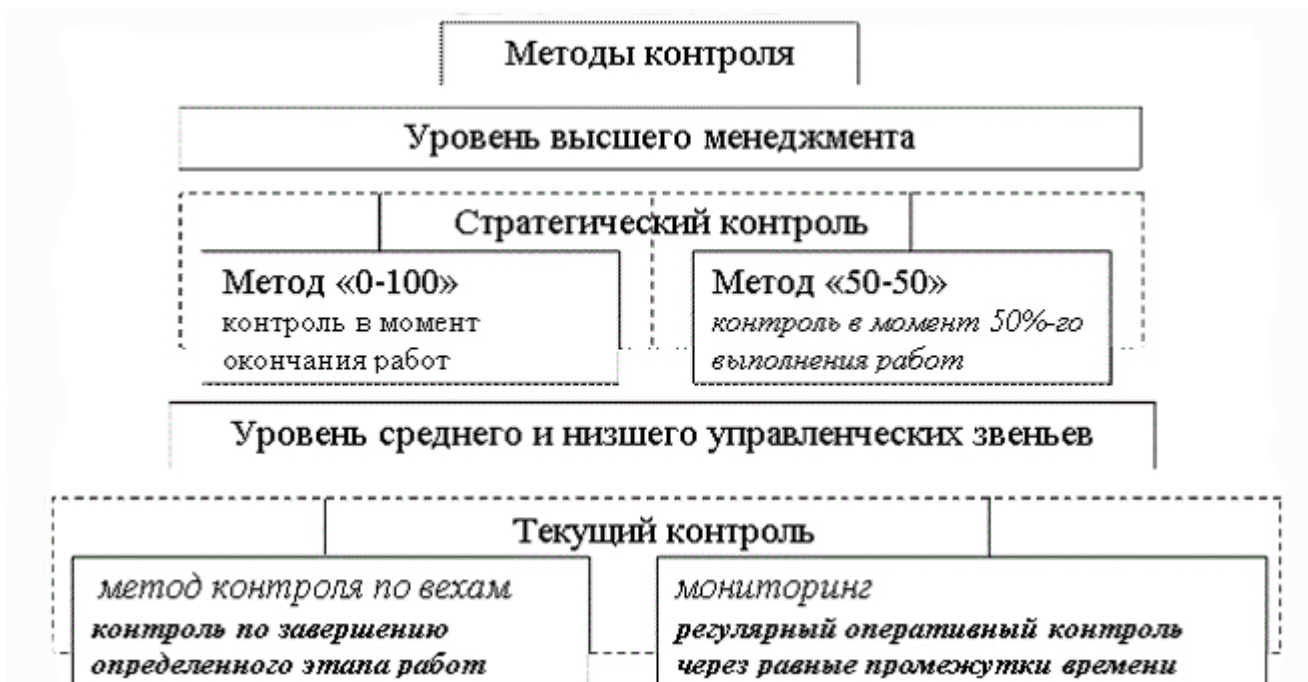 Методы контроля
Уровень высшего менеджмента
Стратегический контроль
Метод «0-100»
контроль в момент
окончания работ
Метод «50-50»
контроль в момент 50%-го
выполнения работ
Уровень среднего и низшего управленческих звеньев
Текущий контроль
метод контроля по вехам
контроль по завершению
определенного этапа работ
мониторинг
регулярный оперативный контроль
через равные промежутки времени